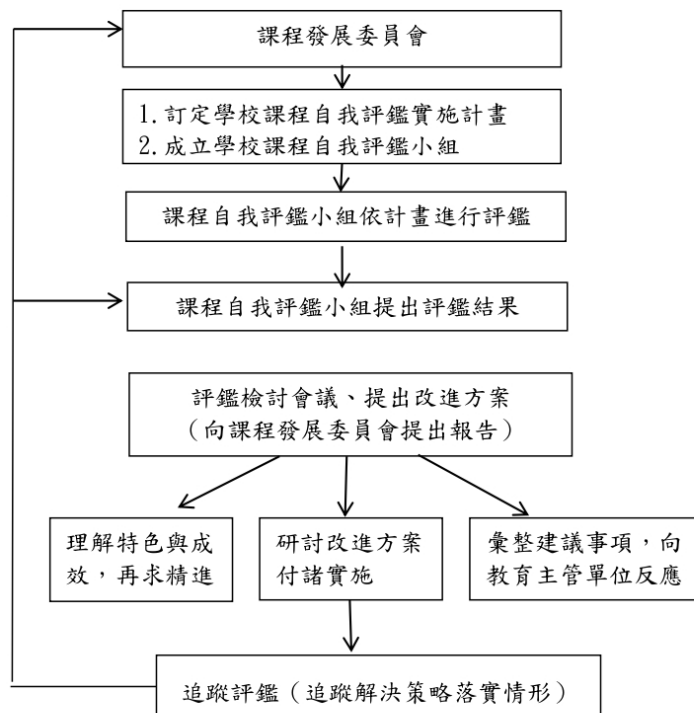 課程發展委員會
1.訂定學校課程自我評鑑實施計畫
2.成立學校課程自我評鑑小組
課程自我評鑑小組依計畫進行評鑑
課程自我評鑑小組提出評鑑結果
評鑑檢討會議、提出改進方案
（向課程發展委員會提出報告）
理解特色與成
效，再求精進
研討改進方案
付諸實施
彙整建議事項，向
教育主管單位反應
追蹤評鑑（追蹤解決策略落實情形）